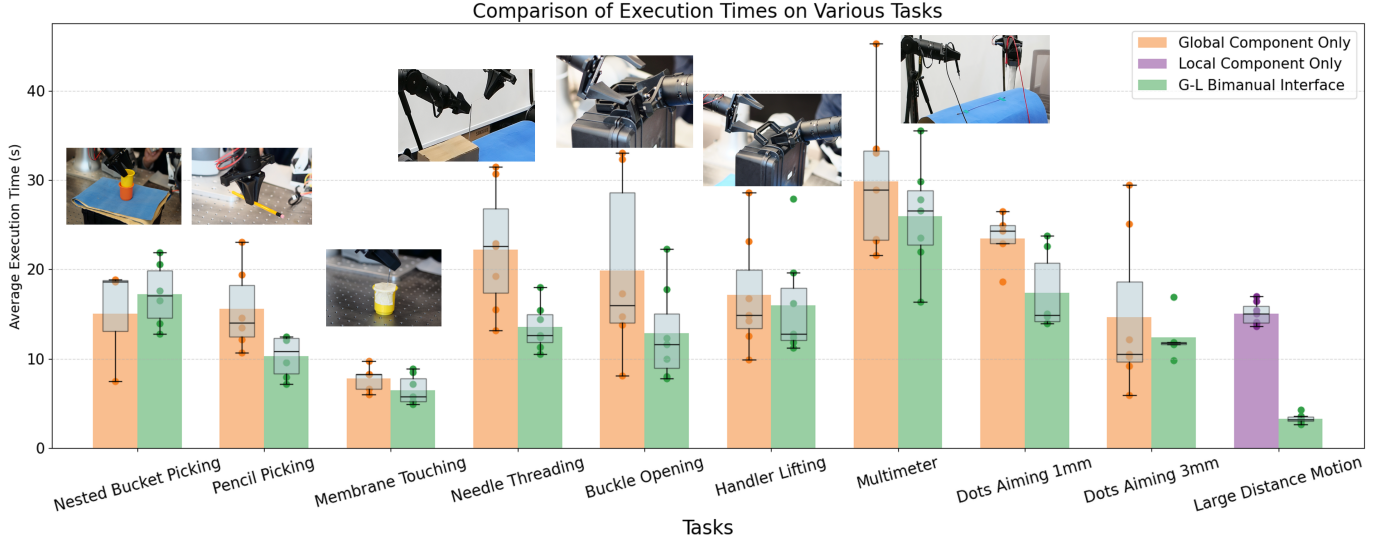 Comparison of Execution Times on Various Tasks
Global Component Only
Local Component Only
G-L Bimanual Interface
Average Execution Time (s)
40
30
20
10
0
Nested Bucket Picking
Pencil Picking
Membrane Touching
Needle Threading
Buckle Opening
Handler Lifting
Multimeter
Dots Aiming 1mm
Dots Aiming 3mm
Large Distance Motion
Tasks